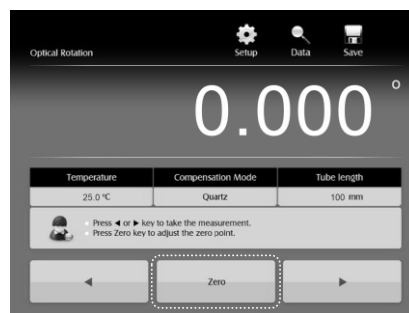 Optical Rotation
Setup
Data
Save
0.000 °
Temperature
Compensation Mode
Tube length
25.0 ℃
Quartz
100 mm
Press ◄ or ► key to take the measurement.
Press Zero key to adjust the zero point.
◄
Zero
►